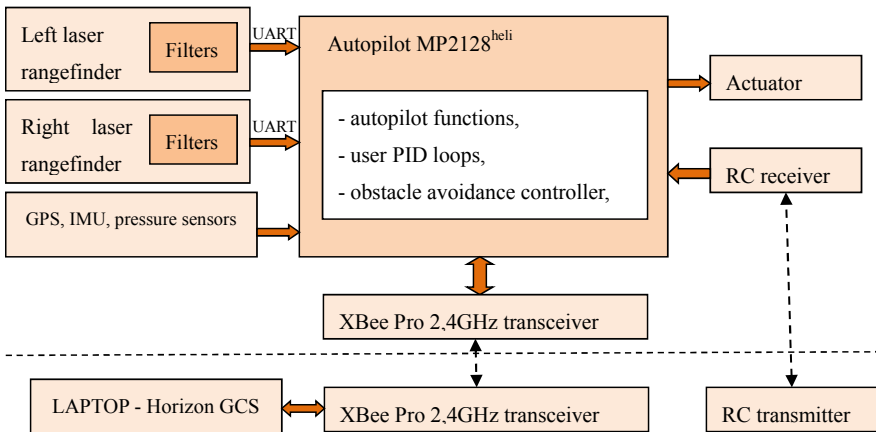 Left laser
rangefinder
Filters
UART
Autopilot MP2128heli
Actuator
- autopilot functions,
- user PID loops,
- obstacle avoidance controller,
Right laser
rangefinder
Filters
UART
RC receiver
GPS, IMU, pressure sensors
XBee Pro 2,4GHz transceiver
LAPTOP - Horizon GCS
XBee Pro 2,4GHz transceiver
RC transmitter